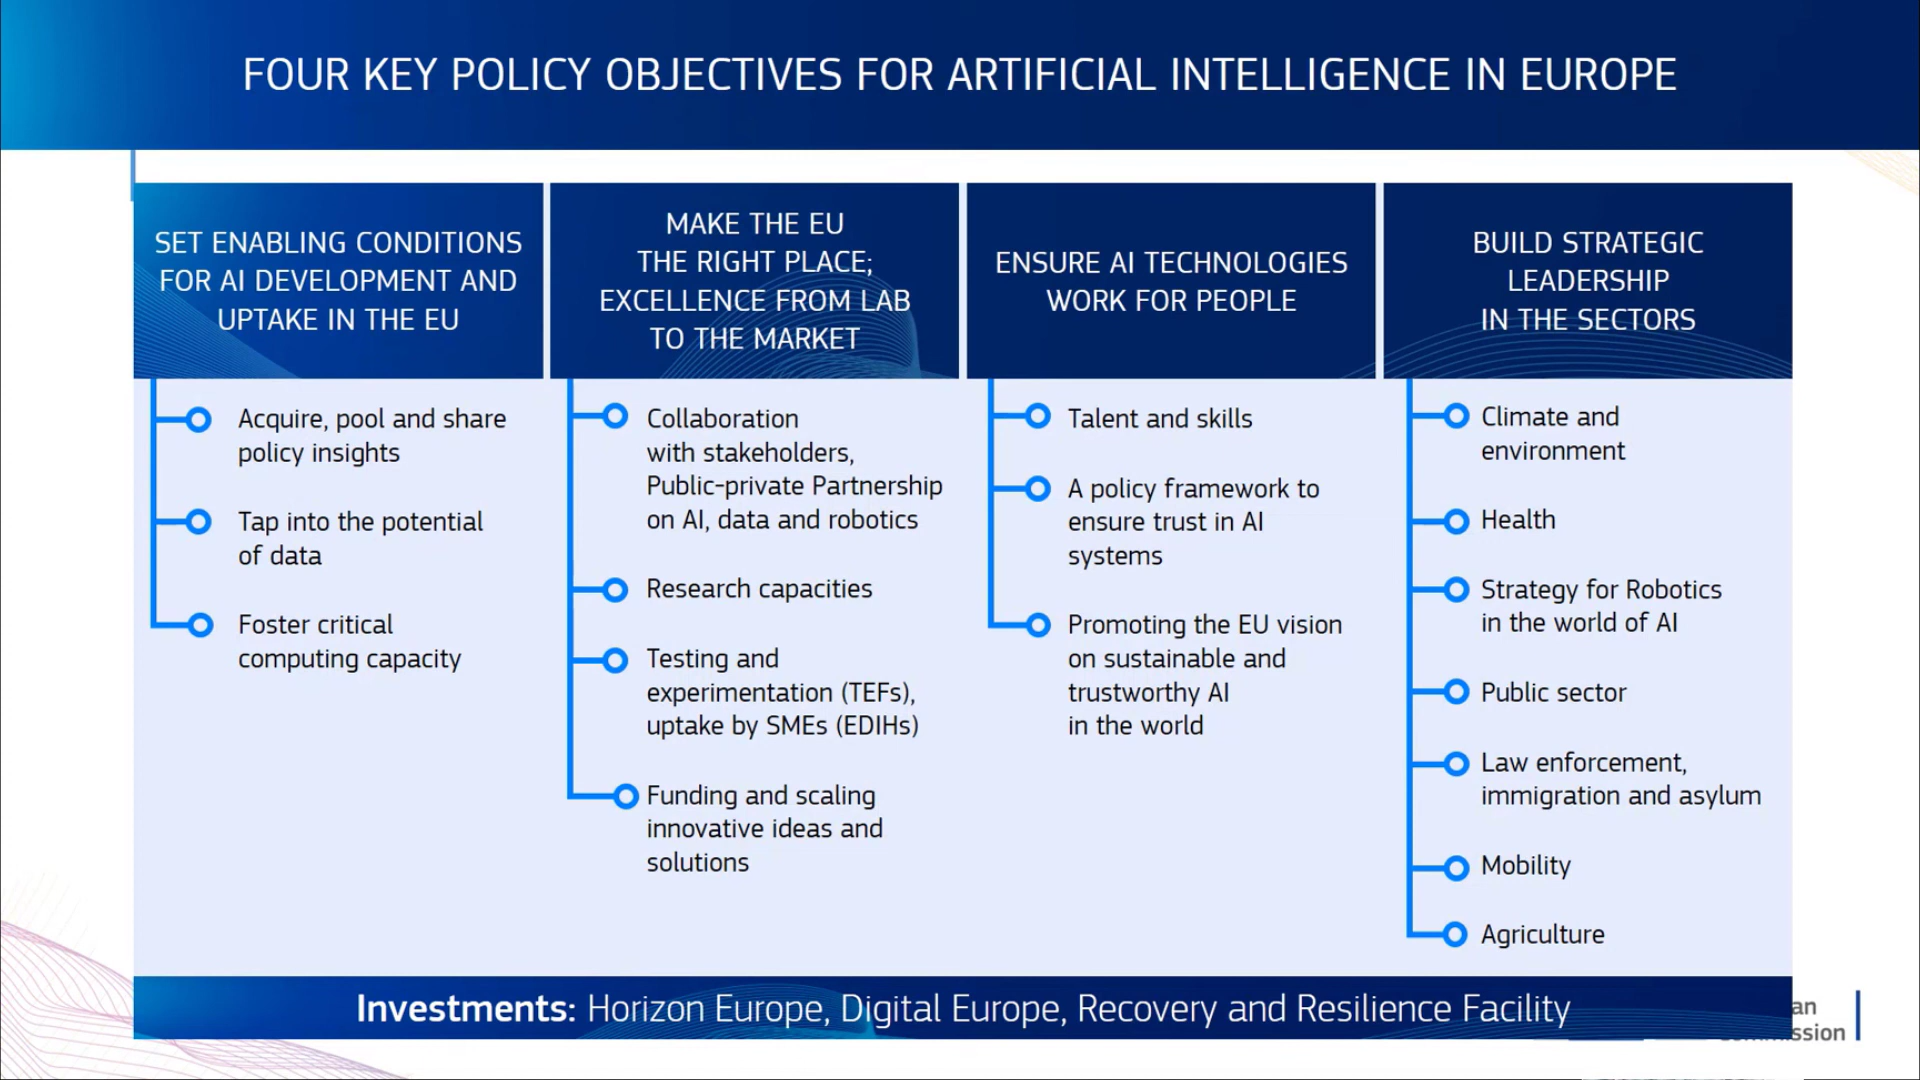 FOUR KEY POLICY OBJECTIVES FOR ARTIFICIAL INTELLIGENCE IN EUROPE
SET ENABLING CONDITIONS
FOR AI DEVELOPMENT AND
UPTAKE IN THE EU
Acquire, pool and share
policy insights
Tap into the potential
of data
Foster critical
computing capacity
MAKE THE EU
THE RIGHT PLACE;
EXCELLENCE FROM LAB
TO THE MARKET
Collaboration
with stakeholders,
Public-private Partnership
on AI, data and robotics
Research capacities
Testing and
experimentation (TEFs),
uptake by SMEs (EDIHs)
Funding and scaling
innovative ideas and
solutions
ENSURE AI TECHNOLOGIES
WORK FOR PEOPLE
Talent and skills
A policy framework to
ensure trust in AI
systems
Promoting the EU vision
on sustainable and
trustworthy AI
in the world
BUILD STRATEGIC
LEADERSHIP
IN THE SECTORS
Climate and
environment
Health
Strategy for Robotics
in the world of AI
Public sector
Law enforcement,
immigration and asylum
Mobility
Agriculture
Investments: Horizon Europe, Digital Europe, Recovery and Resilience Facility